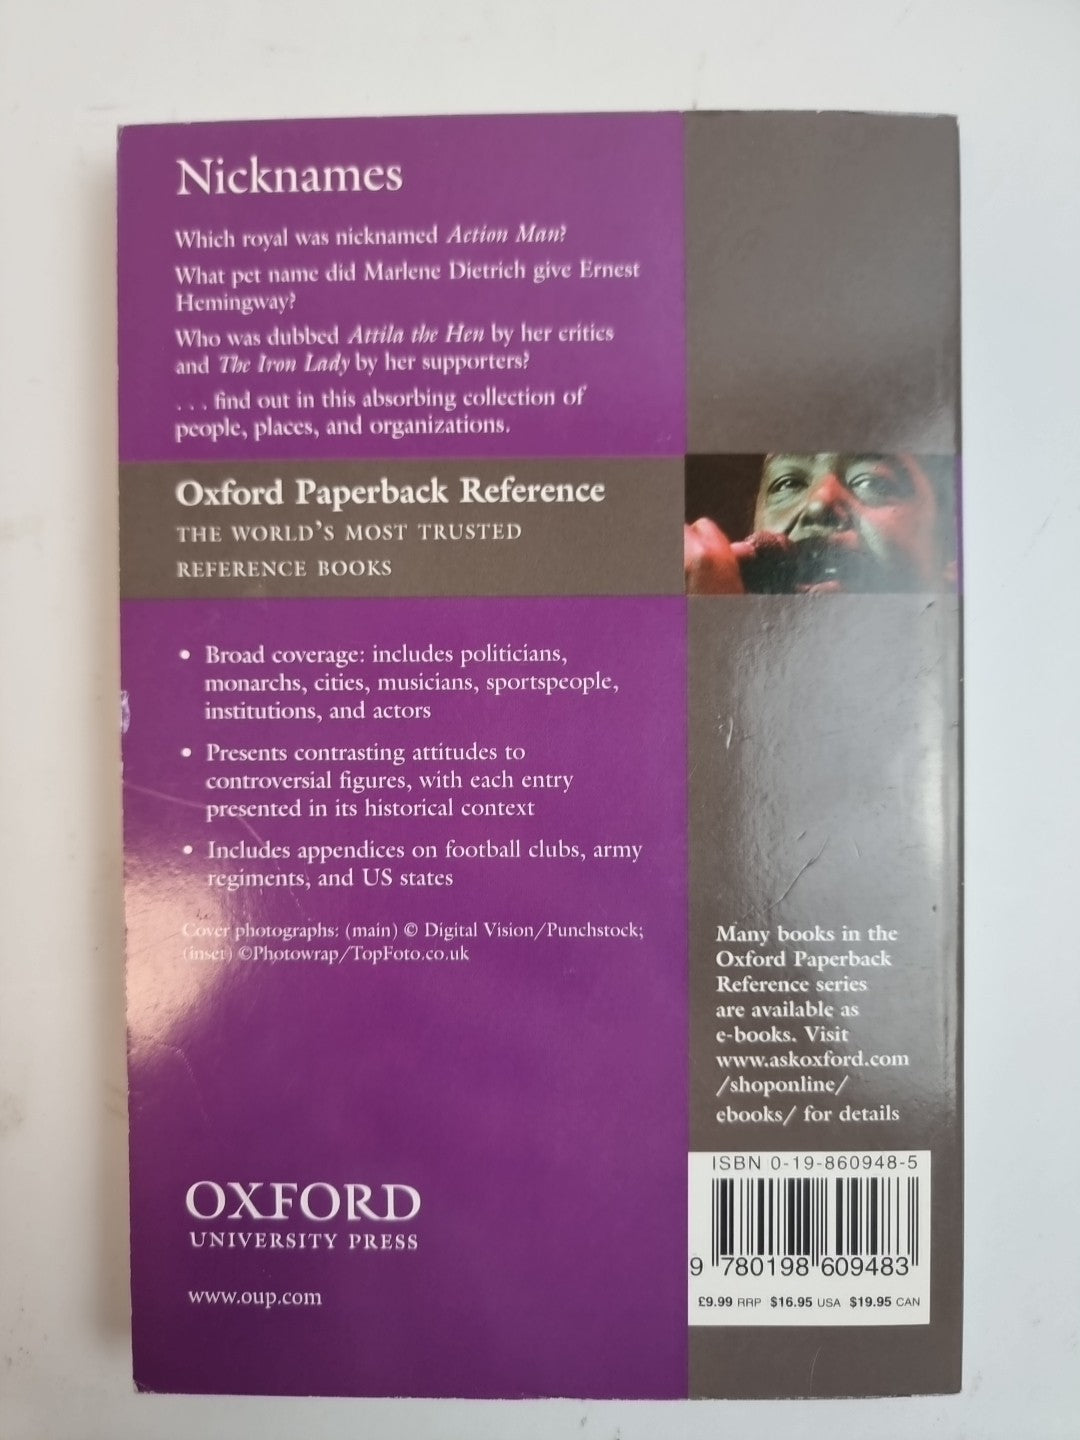 Nicknames
Which royal was nicknamed Action Man?
What pet name did Marlene Dietrich give Ernest
Hemingway?
Who was dubbed Attila the Hen by her critics
and The Iron Lady by her supporters?
. . . find out in this absorbing collection of
people, places, and organizations.
Oxford Paperback Reference
THE WORLD'S MOST TRUSTED
REFERENCE BOOKS
• Broad coverage: includes politicians,
monarchs, cities, musicians, sportspeople,
institutions, and actors
• Presents contrasting attitudes to
controversial figures, with each entry
presented in its historical context
• Includes appendices on football clubs, army
regiments, and US states
Cover photographs: (main) © Digital Vision/Punchstock;
(inset) ©Photowrap/TopFoto.co.uk
Many books in the
Oxford Paperback
Reference series
are available as
e-books. Visit
www.askoxford.com
/shoponline/
ebooks/ for details
OXFORD
UNIVERSITY PRESS
www.oup.com
ISBN 0-19-860948-5
9 780198 609483
£9.99 RRP $16.95 USA $19.95 CAN